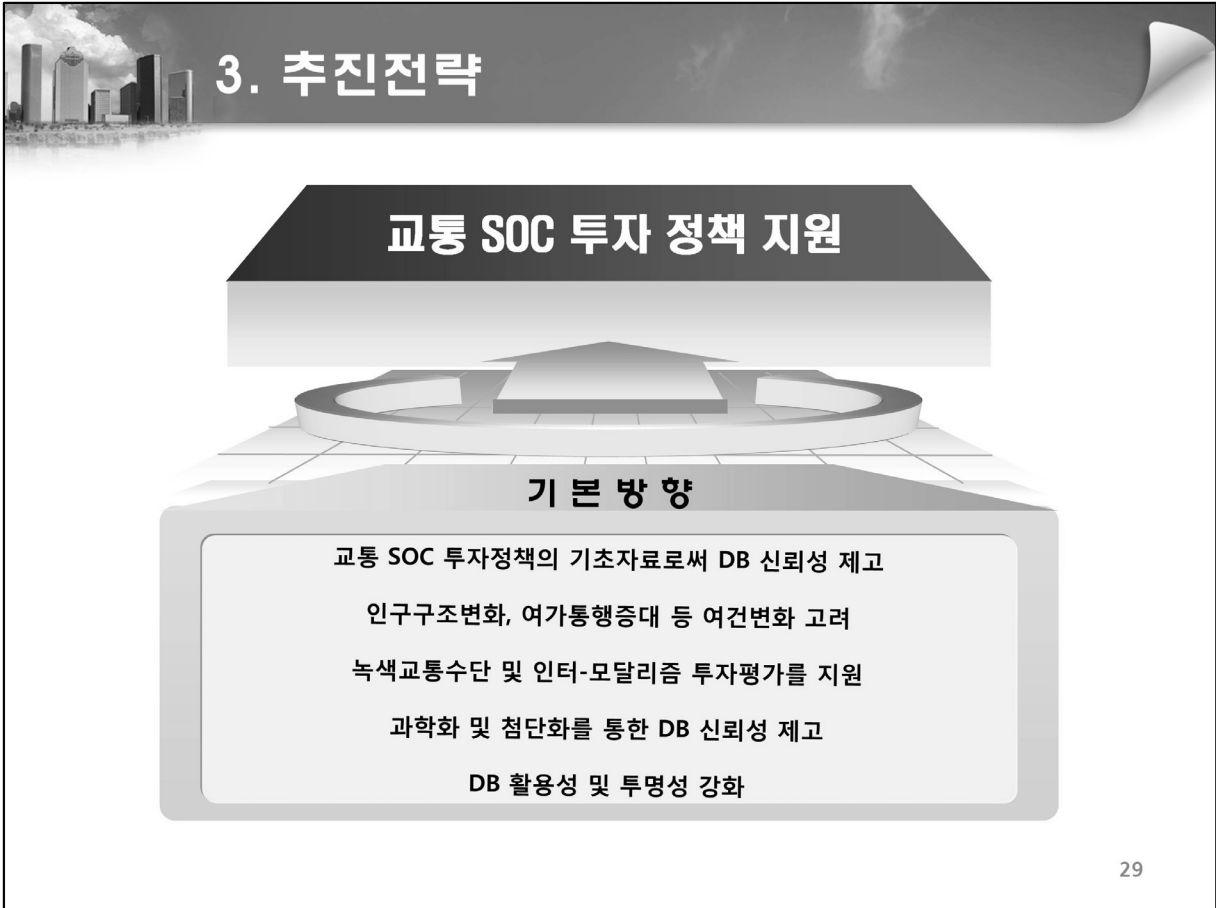 3. 추진전략
교통 SOC 투자 정책 지원
기 본 방 향
교통 SOC 투자정책의 기초자료로써 DB 신뢰성 제고
인구구조변화, 여가통행증대 등 여건변화 고려
녹색교통수단 및 인터-모달리즘 투자평가를 지원
과학화 및 첨단화를 통한 DB 신뢰성 제고
DB 활용성 및 투명성 강화
29